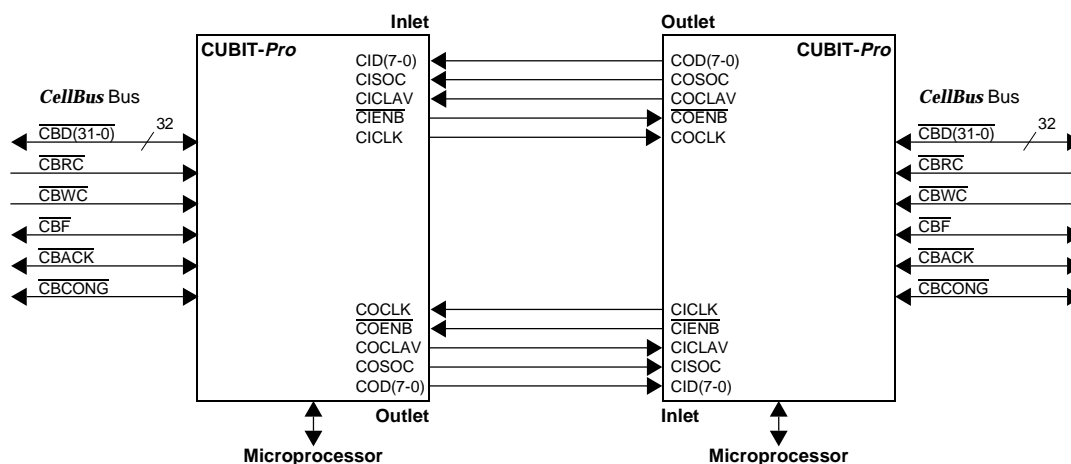 Inlet
Outlet
CUBIT-Pro
CUBIT-Pro
CID(7-0)
CISOC
CICLAV
CIENB
CICLK
COD(7-0)
COSOC
COCLAV
COENB
COCLK
CellBus Bus
CBD(31-0)
32
CBRC
CBWC
CBF
CBACK
CBCONG
CellBus Bus
CBD(31-0)
32
CBRC
CBWC
CBF
CBACK
CBCONG
COCLK
COENB
COCLAV
COSOC
COD(7-0)
CICLK
CIENB
CICLAV
CISOC
CID(7-0)
Outlet
Inlet
Microprocessor
Microprocessor